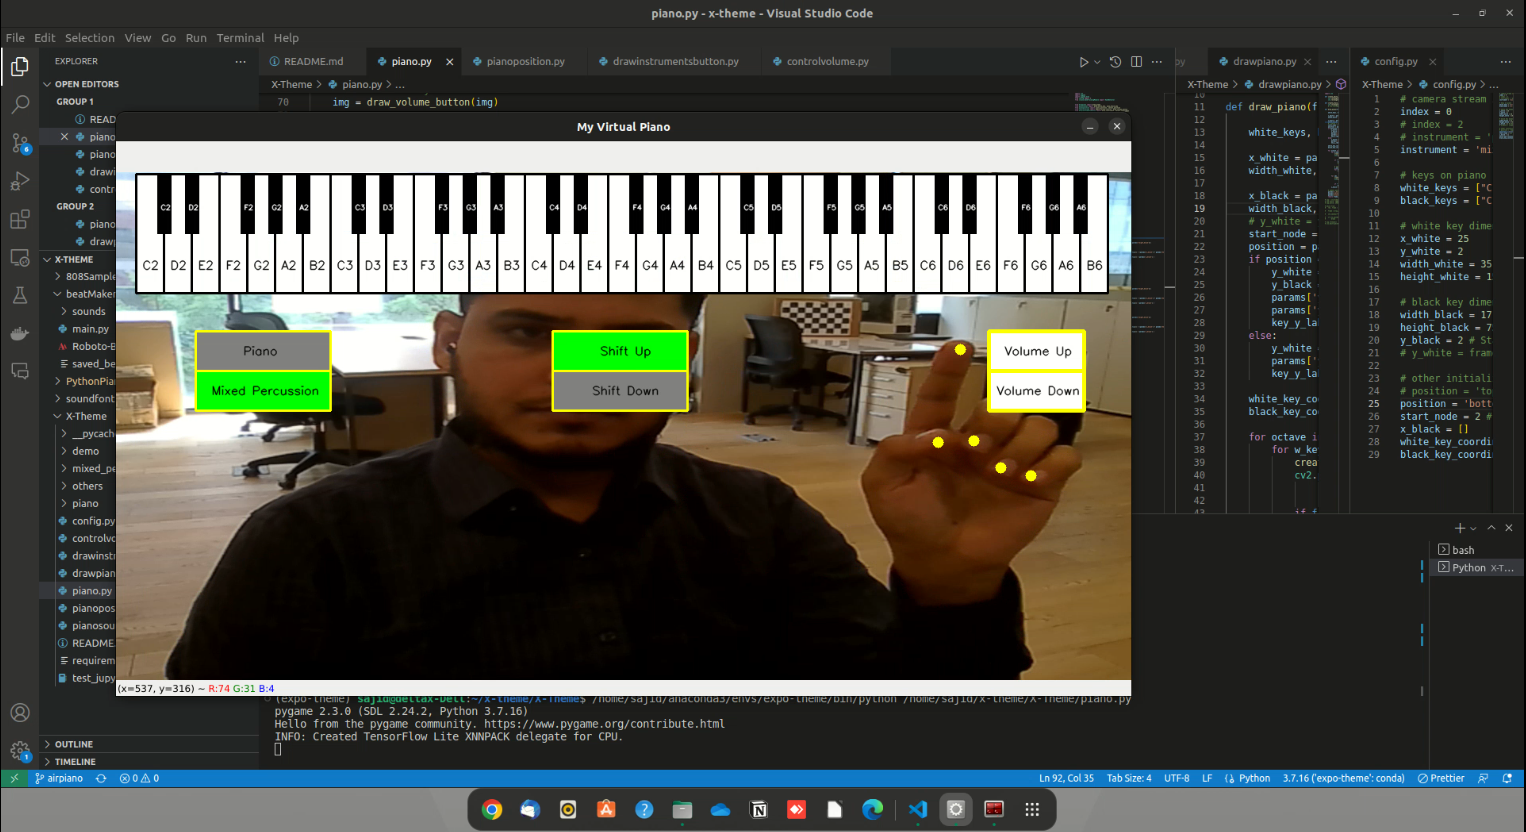 piano.py - x-theme - Visual Studio Code
File Edit Selection View Go Run Terminal Help
EXPLORER
OPEN EDITORS
GROUP 1
READ
piano
piano
draw
contr
GROUP 2
piano
draw
X-THEME
808Sample
beatMaker
sounds
main.py
Roboto-B
saved_be
PythonPia
soundfont
X-Theme
__pycach
demo
mixed_pe
others
piano
config.py
controlvo
drawinst
drawpian
piano.py
pianopos
pianosou
README
requirem
test_jupy
OUTLINE
TIMELINE
README.md piano.py pianoposition.py drawinstrumentsbutton.py controlvolume.py
X-Theme > piano.py > ...
70 img = draw_volume_button(img)
My Virtual Piano
C2 D2 F2 G2 A2 C3 D3 F3 G3 A3 C4 D4 F4 G4 A4 C5 D5 F5 G5 A5 C6 D6 F6 G6 A6
C2 D2 E2 F2 G2 A2 B2 C3 D3 E3 F3 G3 A3 B3 C4 D4 E4 F4 G4 A4 B4 C5 D5 E5 F5 G5 A5 B5 C6 D6 E6 F6 G6 A6 B6
Piano
Mixed Percussion
Shift Up
Shift Down
Volume Up
Volume Down
(x=537, y=316) ~ R:74 G:31 B:4
py drawpiano.py
X-Theme > drawpiano.py >
10
11 def draw_piano(f
12
13 white_keys,
14
15 x_white = pa
16 width_white,
17
18 x_black = pa
19 width_black,
20 # y_white =
21 start_node =
22 position = p
23 if position
24 y_white =
25 y_black =
26 params['
27 params['
28 key_y_la
29 else:
30 y_white =
31 params['
32 key_y_la
33
34 white_key_co
35 black_key_co
36
37 for octave i
38 for w_ke
39 crea
40 cv2.
41
42
43 if f
config.py
X-Theme > config.py > ...
1 # camera stream
2 index = 0
3 # index = 2
4 # instrument = '
5 instrument = 'mi
6
7 # keys on piano
8 white_keys = ["C
9 black_keys = ["C
10
11 # white key dime
12 x_white = 25
13 y_white = 2
14 width_white = 35
15 height_white = 1
16
17 # black key dime
18 width_black = 17
19 height_black = 7
20 y_black = 2 # St
21 # y_white = fram
22
23 # other initiali
24 # position = 'to
25 position = 'bott
26 start_node = 2 #
27 x_black = []
28 white_key_coordi
29 black_key_coordi
bash
Python X-T...
(expo-theme) sajid@deltax-Dell:~/x-theme/X-Theme$ /home/sajid/anaconda3/envs/expo-theme/bin/python /home/sajid/x-theme/X-Theme/piano.py
pygame 2.3.0 (SDL 2.24.2, Python 3.7.16)
Hello from the pygame community. https://www.pygame.org/contribute.html
INFO: Created TensorFlow Lite XNNPACK delegate for CPU.
airpiano 0 0 Ln 92, Col 35 Tab Size: 4 UTF-8 LF Python 3.7.16 ('expo-theme': conda) Prettier